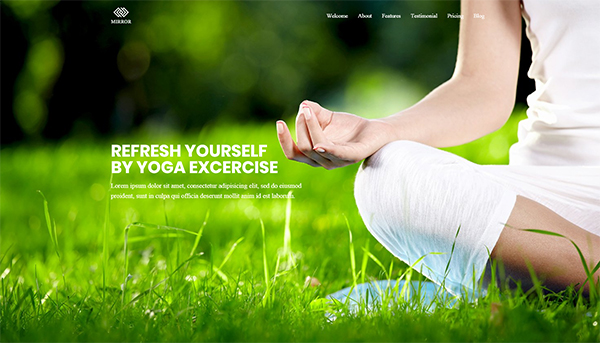 MIRROR
Welcome About Features Testimonial Pricing Blog
REFRESH YOURSELF
BY YOGA EXCERCISE
Lorem ipsum dolor sit amet, consectetur adipisicing elit, sed do eiusmod
proident, sunt in culpa qui officia deserunt mollit anim id est laborum.